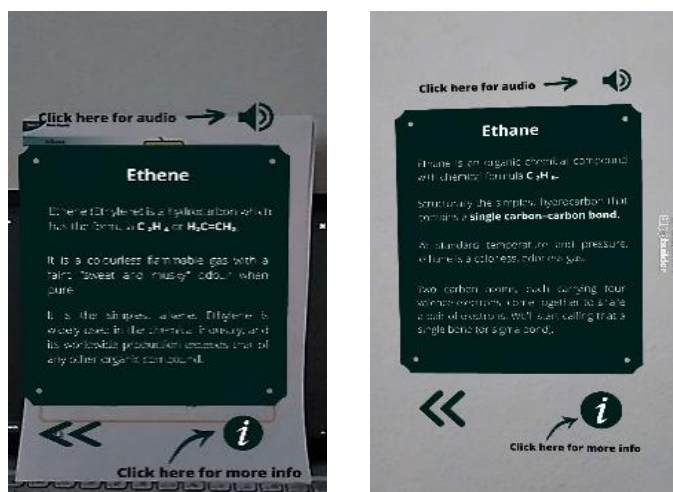 Click here for audio
Ethene
Ethene (Ethylene) is a hydrocarbon which
has the formula C₂H₄ or H₂C=CH₂.
It is a colourless flammable gas with a
faint "sweet and musky" odour when
pure.
It is the simplest alkene. Ethylene is
widely used in the chemical industry, and
its worldwide production exceeds that of
any other organic compound.
i
Click here for more info
Click here for audio
Ethane
Ethane is an organic chemical compound
with chemical formula C₂H₆.
Structurally the simplest hydrocarbon that
contains a single carbon–carbon bond.
At standard temperature and pressure,
ethane is a colorless, odorless gas.
Two carbon atoms, each carrying four
valence electrons, come together to share
a pair of electrons. We'll start calling that a
single bond (or sigma bond).
i
Click here for more info